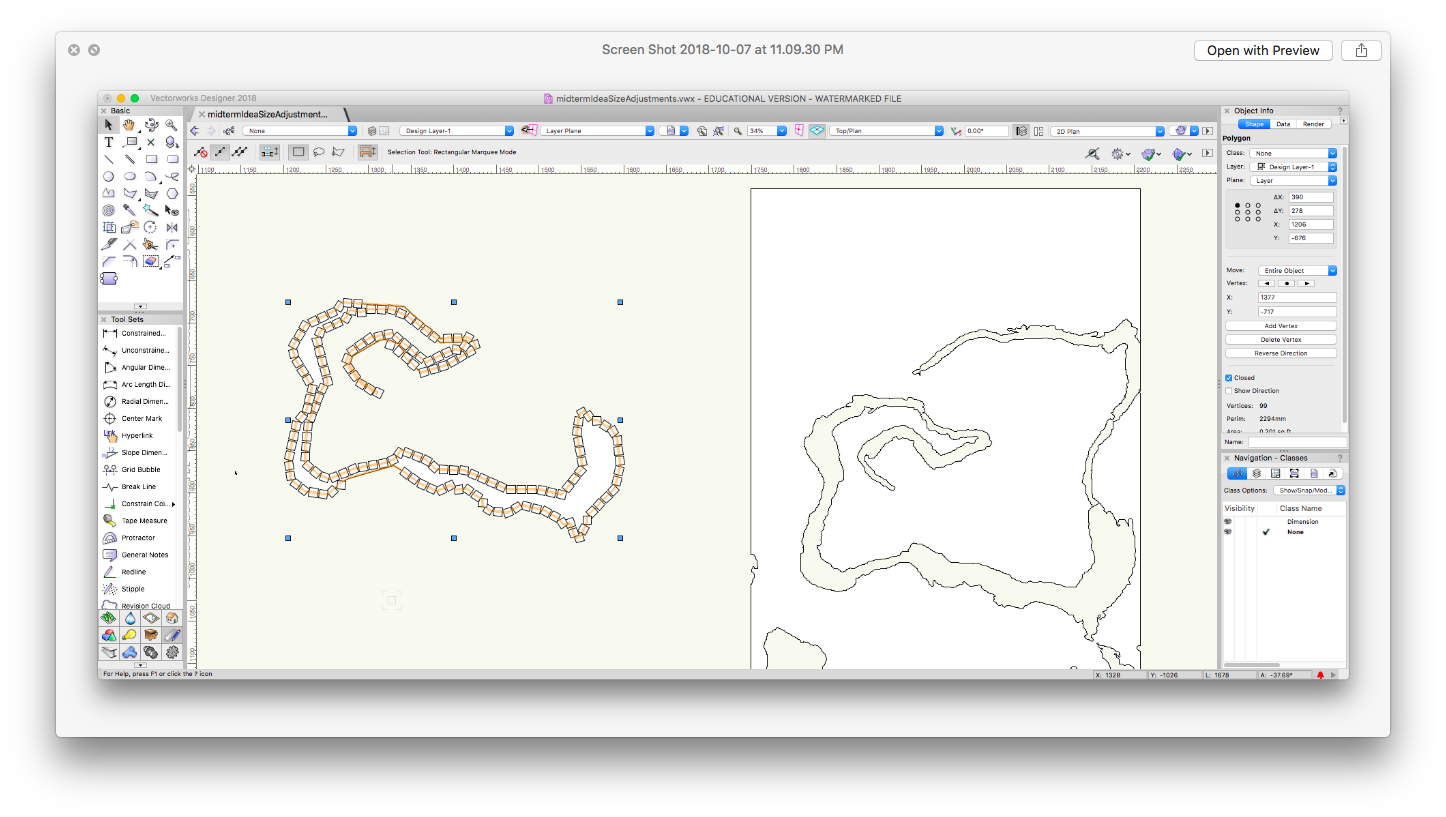 Screen Shot 2018-10-07 at 11.09.30 PM
Open with Preview
Vectorworks Designer 2018
midtermIdeaSizeAdjustments.vwx - EDUCATIONAL VERSION - WATERMARKED FILE
Basic
midtermIdeaSizeAdjustment...
None
Design Layer-1
Layer Plane
34%
Top/Plan
0.00°
2D Plan
Selection Tool: Rectangular Marquee Mode
1100 1150 1200 1250 1300 1350 1400 1450 1500 1550 1600 1650 1700 1750 1800 1850 1900 1950 2000 2050 2100 2150 2200 2250
Tool Sets
Constrained...
Unconstraine...
Angular Dime...
Arc Length Di...
Radial Dimen...
Center Mark
Hyperlink
Slope Dimen...
Grid Bubble
Break Line
Constrain Coi...
Tape Measure
Protractor
General Notes
Redline
Stipple
Revision Cloud
For Help, press F1 or click the ? icon
X: 1328
Y: -1026
L: 1678
A: -37.69°
Object Info
?
Shape
Data
Render
Polygon
Class:
None
Layer:
Design Layer-1
Plane:
Layer
ΔX: 390
ΔY: 278
X: 1206
Y: -676
Move:
Entire Object
Vertex:
X: 1377
Y: -717
Add Vertex
Delete Vertex
Reverse Direction
Closed
Show Direction
Vertices: 99
Perim: 2294mm
Area: 0.201 sq ft
Name:
Navigation - Classes
?
Class Options:
Show/Snap/Mod...
Visibility
Class Name
Dimension
None